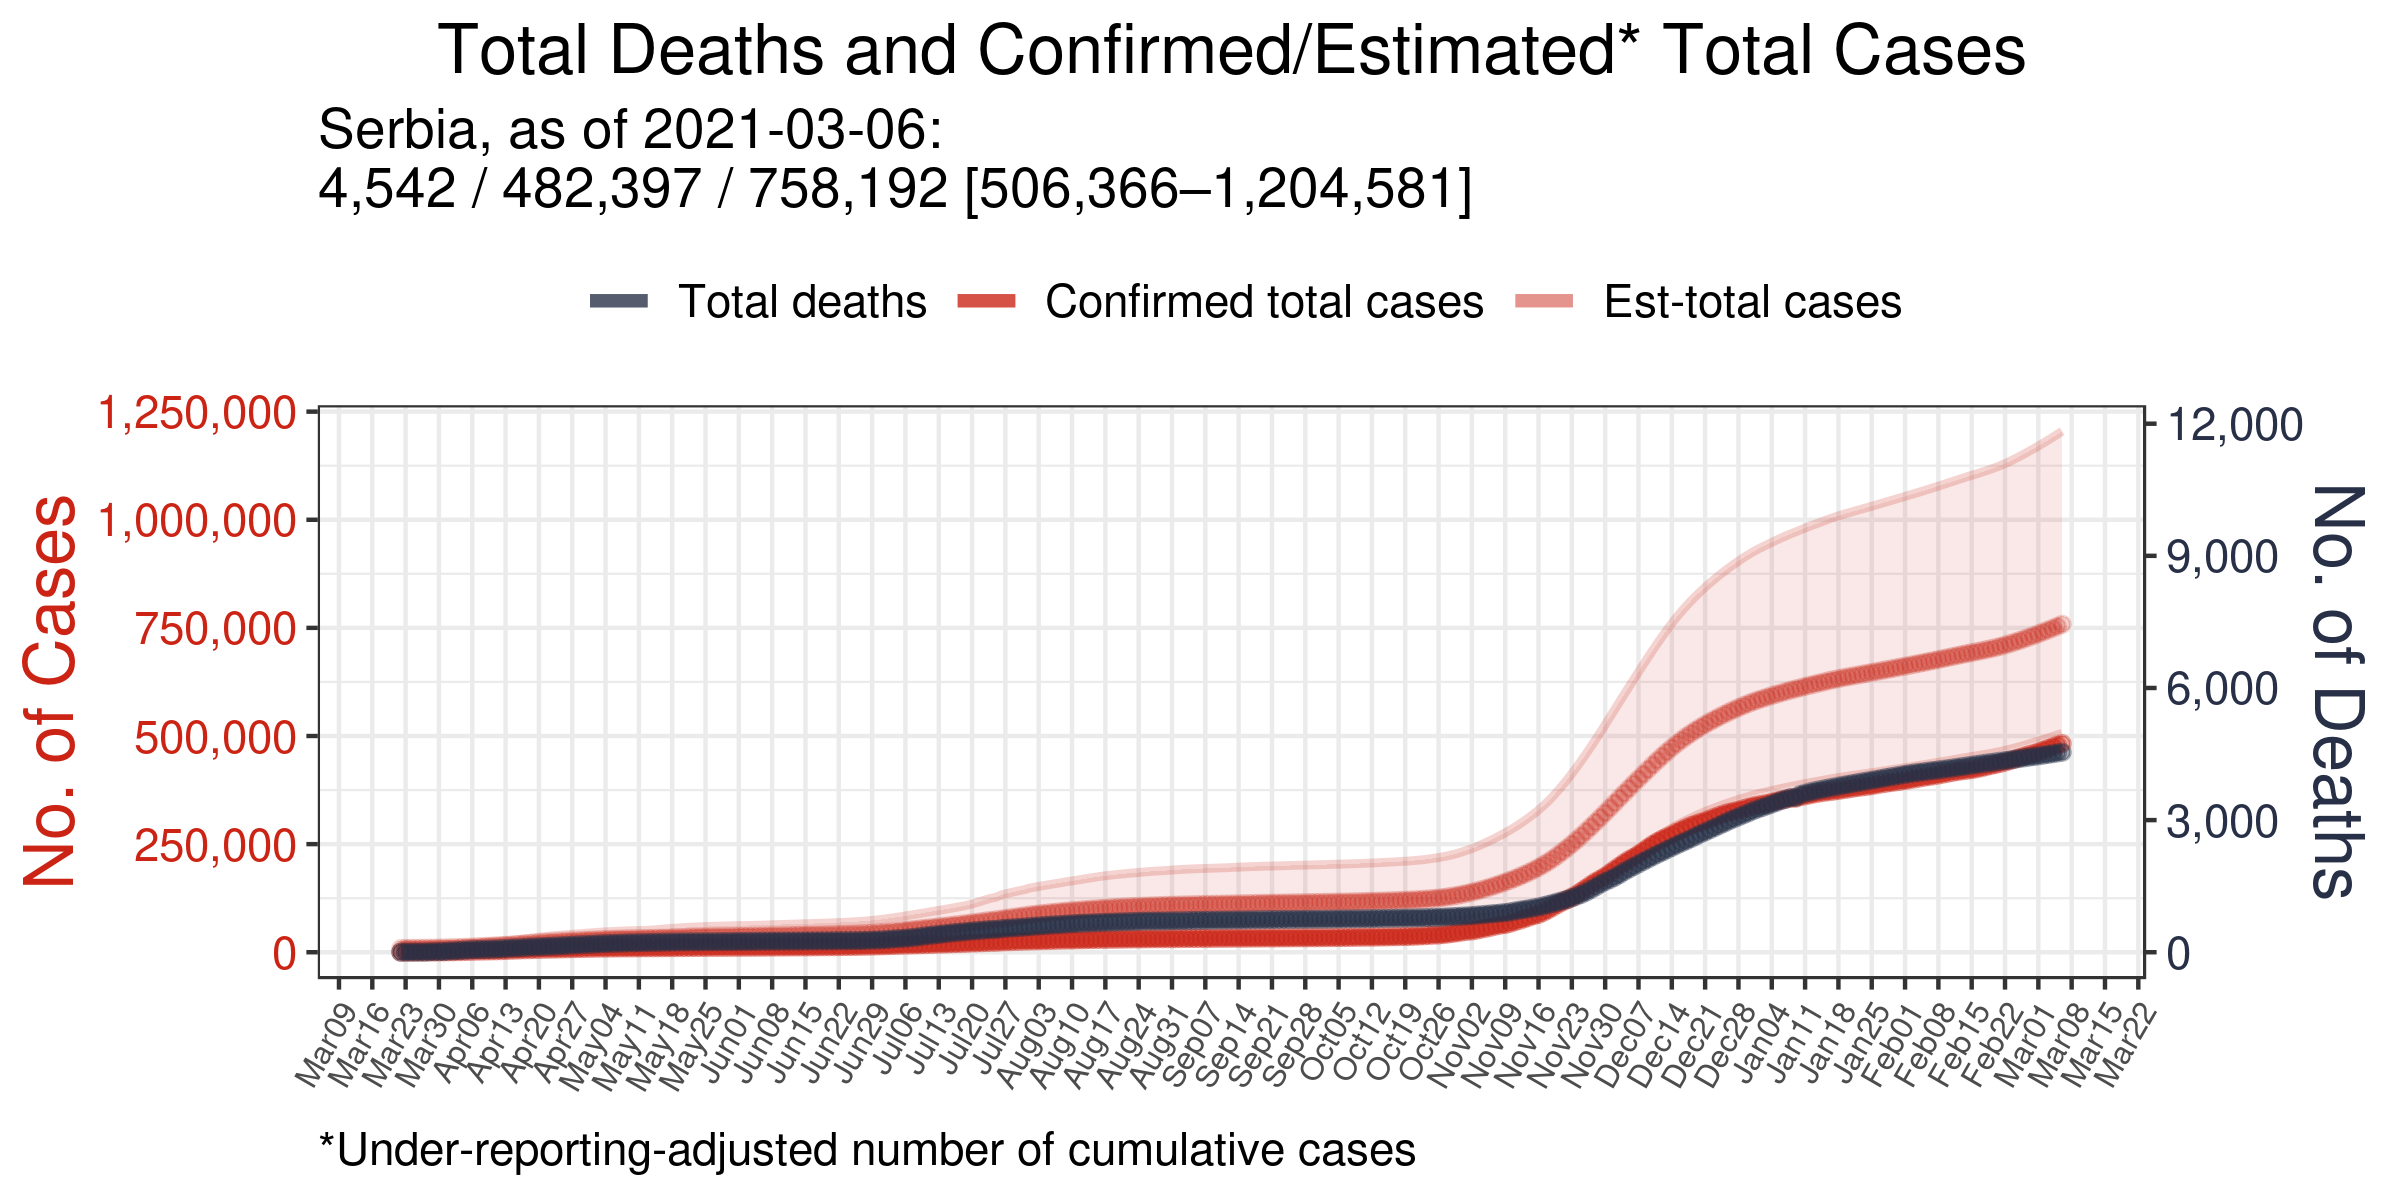 Total Deaths and Confirmed/Estimated* Total Cases
Serbia, as of 2021-03-06:
4,542 / 482,397 / 758,192 [506,366–1,204,581]
Total deaths
Confirmed total cases
Est-total cases
No. of Cases
1,250,000
1,000,000
750,000
500,000
250,000
0
12,000
9,000
6,000
3,000
0
No. of Deaths
Mar09
Mar16
Mar23
Mar30
Apr06
Apr13
Apr20
Apr27
May04
May11
May18
May25
Jun01
Jun08
Jun15
Jun22
Jun29
Jul06
Jul13
Jul20
Jul27
Aug03
Aug10
Aug17
Aug24
Aug31
Sep07
Sep14
Sep21
Sep28
Oct05
Oct12
Oct19
Oct26
Nov02
Nov09
Nov16
Nov23
Nov30
Dec07
Dec14
Dec21
Dec28
Jan04
Jan11
Jan18
Jan25
Feb01
Feb08
Feb15
Feb22
Mar01
Mar08
Mar15
Mar22
*Under-reporting-adjusted number of cumulative cases